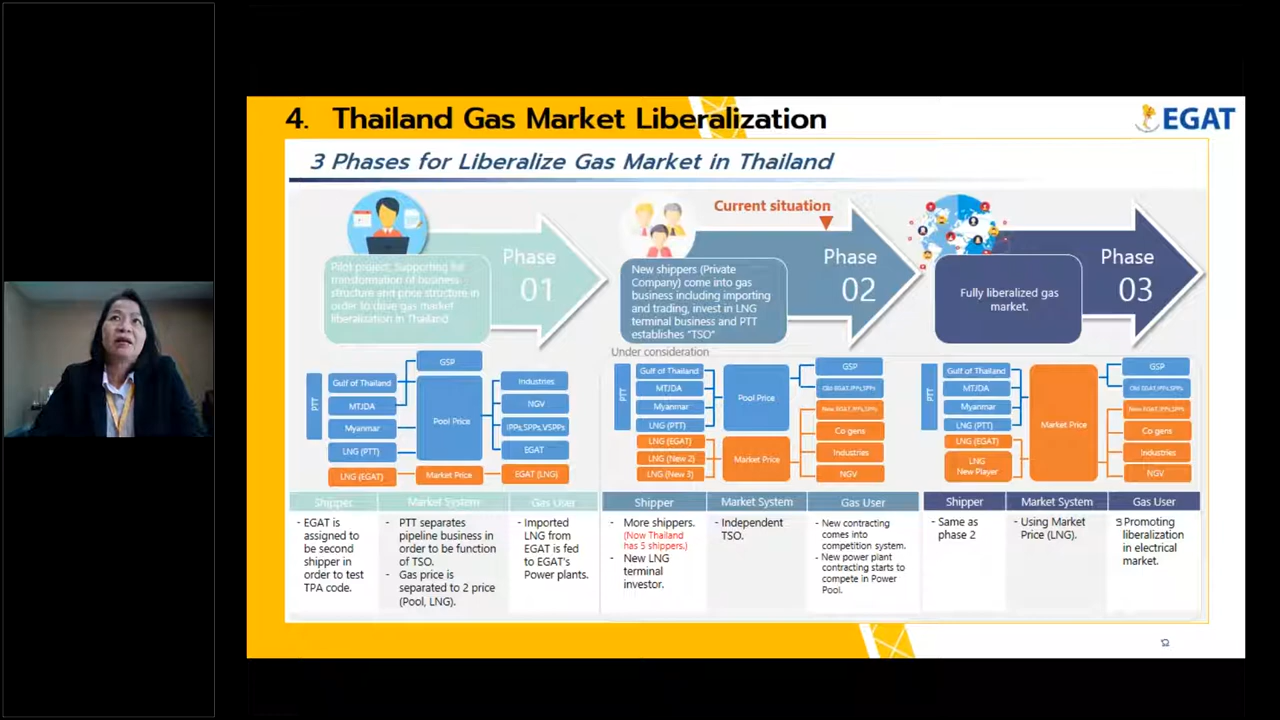 4. Thailand Gas Market Liberalization
EGAT
3 Phases for Liberalize Gas Market in Thailand
Current situation
Phase
01
Pilot project, Supporting for
transformation of business
structure and price structure in
order to drive gas market
liberalization in Thailand
Phase
02
New shippers (Private
Company) come into gas
business including importing
and trading, invest in LNG
terminal business and PTT
establishes "TSO"
Phase
03
Fully liberalized gas
market.
Under consideration
PTT
Gulf of Thailand
MTJDA
Myanmar
LNG (PTT)
LNG (EGAT)
GSP
Pool Price
Market Price
Industries
NGV
IPPs,SPPs,VSPPs
EGAT
EGAT (LNG)
PTT
Gulf of Thailand
MTJDA
Myanmar
LNG (PTT)
LNG (EGAT)
LNG (New 2)
LNG (New 3)
Pool Price
Market Price
GSP
Old EGAT,IPPs,SPPs
New EGAT,IPPs,SPPs
Co gens
Industries
NGV
PTT
Gulf of Thailand
MTJDA
Myanmar
LNG (PTT)
LNG (EGAT)
LNG
New Player
Market Price
GSP
Old EGAT,IPPs,SPPs
New EGAT,IPPs,SPPs
Co gens
Industries
NGV
Shipper
- EGAT is
assigned to
be second
shipper in
order to test
TPA code.
Market System
- PTT separates
pipeline business in
order to be function
of TSO.
- Gas price is
separated to 2 price
(Pool, LNG).
Gas User
- Imported
LNG from
EGAT is fed
to EGAT's
Power plants.
Shipper
- More shippers.
(Now Thailand
has 5 shippers.)
- New LNG
terminal
investor.
Market System
- Independent
TSO.
Gas User
- New contracting
comes into
competition system.
- New power plant
contracting starts to
compete in Power
Pool.
Shipper
- Same as
phase 2
Market System
- Using Market
Price (LNG).
Gas User
Promoting
liberalization
in electrical
market.